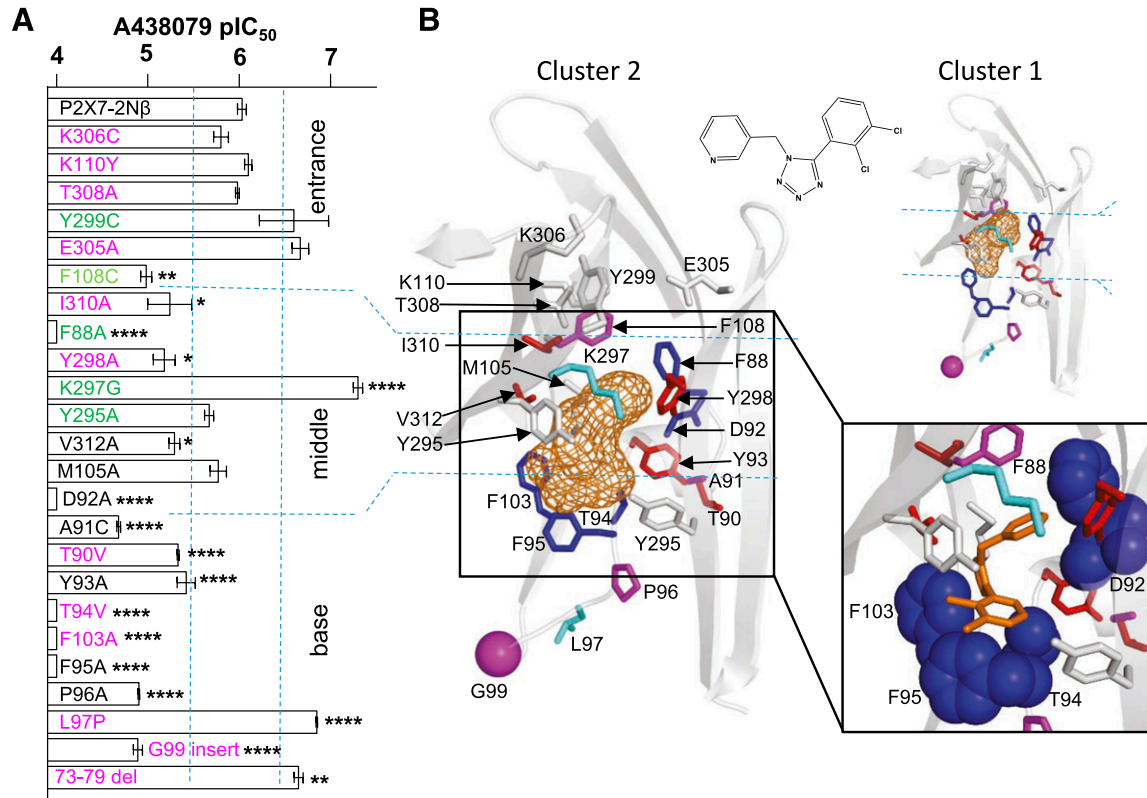 A
A438079 pIC50
4 5 6 7
P2X7-2Nβ
K306C
K110Y
T308A
Y299C
E305A
F108C **
I310A *
F88A ****
Y298A *
K297G ****
Y295A
V312A *
M105A
D92A ****
A91C ****
T90V ****
Y93A ****
T94V ****
F103A ****
F95A ****
P96A ****
L97P ****
G99 insert ****
73-79 del **
entrance
middle
base
B
Cluster 2
N
N
N
N
N
Cl
Cl
Cluster 1
K306
K110
Y299
E305
T308
F108
I310
K297
F88
M105
Y298
V312
D92
Y295
Y93
A91
F103
T94
T90
F95
Y295
P96
L97
G99
F88
D92
F103
F95
T94